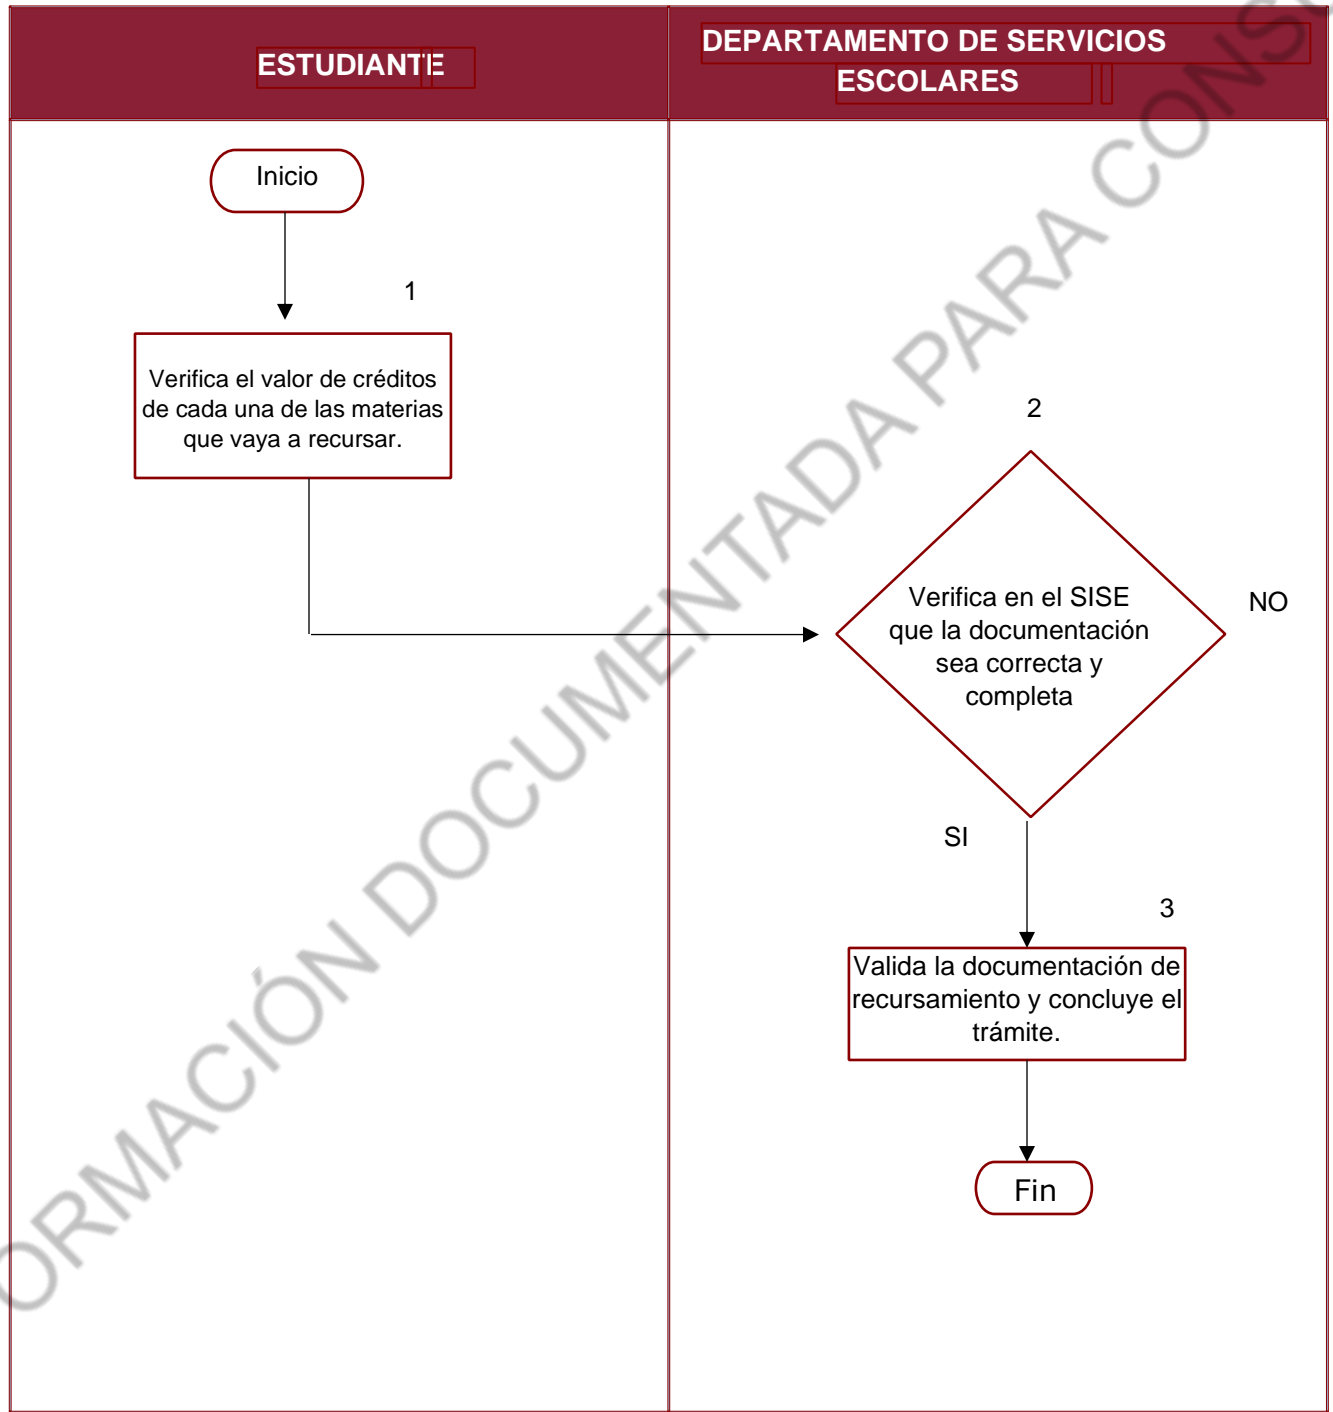 ESTUDIANTE
DEPARTAMENTO DE SERVICIOS
ESCOLARES
Inicio
1
Verifica el valor de créditos
de cada una de las materias
que vaya a recursar.
2
Verifica en el SISE
que la documentación
sea correcta y
completa
NO
SI
3
Valida la documentación de
recursamiento y concluye el
trámite.
Fin
ORMACIÓN DOCUMENTADA PARA CONS